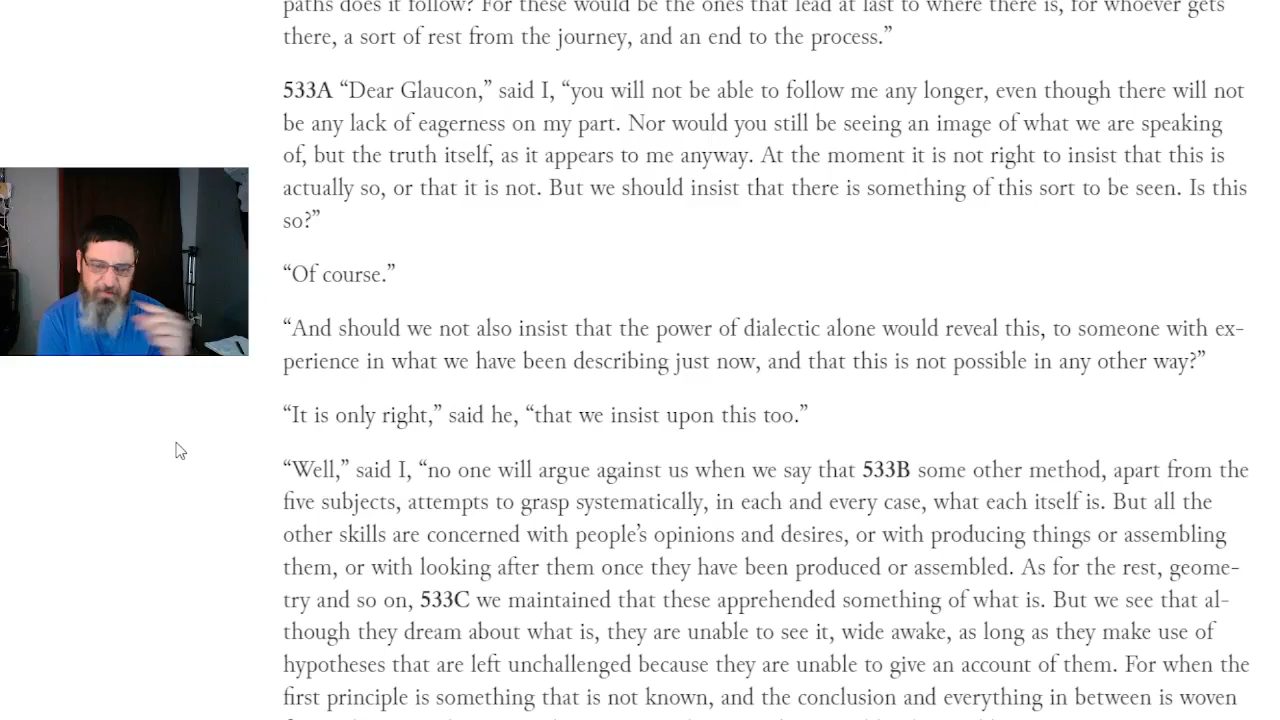 paths does it follow? For these would be the ones that lead at last to where there is, for whoever gets
there, a sort of rest from the journey, and an end to the process.”
533A “Dear Glaucon,” said I, “you will not be able to follow me any longer, even though there will not
be any lack of eagerness on my part. Nor would you still be seeing an image of what we are speaking
of, but the truth itself, as it appears to me anyway. At the moment it is not right to insist that this is
actually so, or that it is not. But we should insist that there is something of this sort to be seen. Is this
so?”
“Of course.”
“And should we not also insist that the power of dialectic alone would reveal this, to someone with ex-
perience in what we have been describing just now, and that this is not possible in any other way?”
“It is only right,” said he, “that we insist upon this too.”
“Well,” said I, “no one will argue against us when we say that 533B some other method, apart from the
five subjects, attempts to grasp systematically, in each and every case, what each itself is. But all the
other skills are concerned with people’s opinions and desires, or with producing things or assembling
them, or with looking after them once they have been produced or assembled. As for the rest, geome-
try and so on, 533C we maintained that these apprehended something of what is. But we see that al-
though they dream about what is, they are unable to see it, wide awake, as long as they make use of
hypotheses that are left unchallenged because they are unable to give an account of them. For when the
first principle is something that is not known, and the conclusion and everything in between is woven